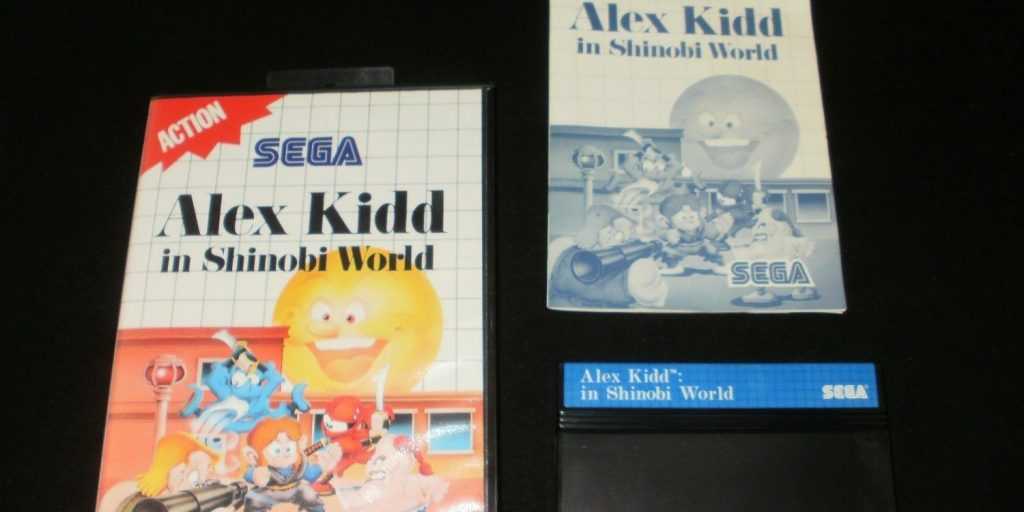 ACTION
SEGA
Alex Kidd
in Shinobi World
Alex Kidd
in Shinobi World
SEGA
Alex Kidd™:
in Shinobi World
SEGA®